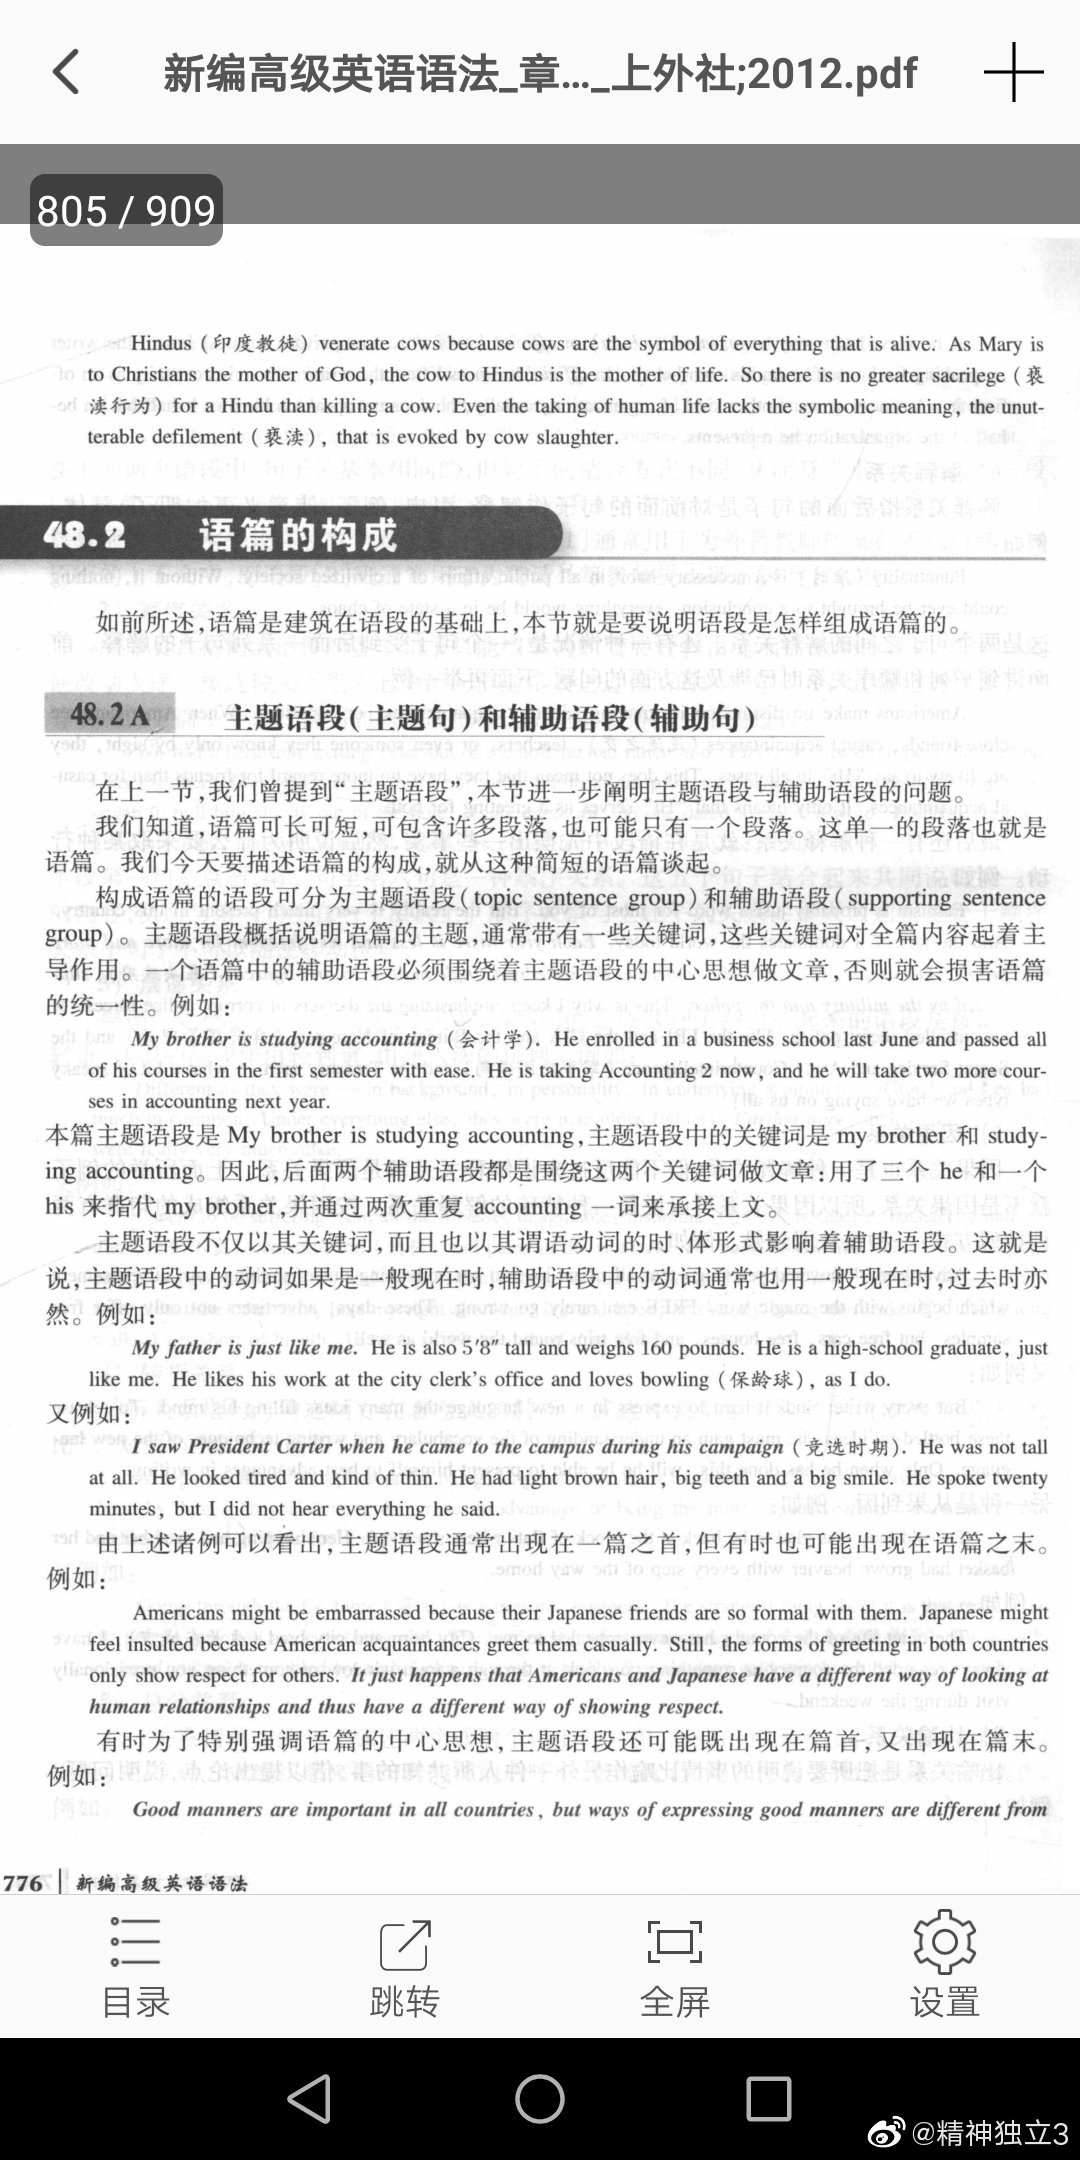 新编高级英语语法_章..._上外社;2012.pdf
805 / 909
Hindus (印度教徒) venerate cows because cows are the symbol of everything that is alive. As Mary is
to Christians the mother of God, the cow to Hindus is the mother of life. So there is no greater sacrilege (亵
渎行为) for a Hindu than killing a cow. Even the taking of human life lacks the symbolic meaning, the unut-
terable defilement (亵渎), that is evoked by cow slaughter.
48.2 语篇的构成
如前所述,语篇是建筑在语段的基础上,本节就是要说明语段是怎样组成语篇的。
48.2A 主题语段(主题句)和辅助语段(辅助句)
在上一节,我们曾提到“主题语段”,本节进一步阐明主题语段与辅助语段的问题。
我们知道,语篇可长可短,可包含许多段落,也可能只有一个段落。这单一的段落也就是
语篇。我们今天要描述语篇的构成,就从这种简短的语篇谈起。
构成语篇的语段可分为主题语段(topic sentence group)和辅助语段(supporting sentence
group)。主题语段概括说明语篇的主题,通常带有一些关键词,这些关键词对全篇内容起着主
导作用。一个语篇中的辅助语段必须围绕着主题语段的中心思想做文章,否则就会损害语篇
的统一性。例如:
My brother is studying accounting (会计学). He enrolled in a business school last June and passed all
of his courses in the first semester with ease. He is taking Accounging 2 now, and he will take two more cour-
ses in acounting next year.
本篇主题语段是 My brother is studying accounting,主题语段中的关键词是 my brother 和 study-
ing accounting。因此,后面两个辅助语段都是围绕这两个关键词做文章:用了三个 he 和一个
his 来指代 my brother,并通过两次重复 accounting 一词来承接上文。
主题语段不仅以其关键词,而且也以其谓语动词的时、体形式影响着辅助语段。这就是
说,主题语段中的动词如果是一般现在时,辅助语段中的动词通常也用一般现在时,过去时亦
然。例如:
My father is just like me. He is also 5′8″ tall and weighs 160 pounds. He is a high-school graduate, just
like me. He likes his work at the city clerk's office and loves bowling (保龄球), as I do.
又例如:
I saw President Carter when he came to the campus during his campaign (竞选时期). He was not tall
at all. He looked tired and kind of thin. He had light brown hair, big teeth and a big smile. He spoke twenty
minutes, but I did not hear everything he said.
由上述诸例可以看出,主题语段通常出现在一篇之首,但有时也可能出现在语篇之末。
例如:
Americans might be embarrassed because their Japanese friends are so formal with them. Japanese might
feel insulted because American acquaintances greet them casually. Still, the forms of greeting in both countries
only show respect for others. It just happens that Americans and Japanese have a different way of looking at
human relationships and thus have a different way of showing respect.
有时为了特别强调语篇的中心思想,主题语段还可能既出现在篇首,又出现在篇末。
例如:
Good manners are important in all countries, but ways of expressing good manners are different from
776 新编高级英语语法
目录 跳转 全屏 设置
@精神独立3